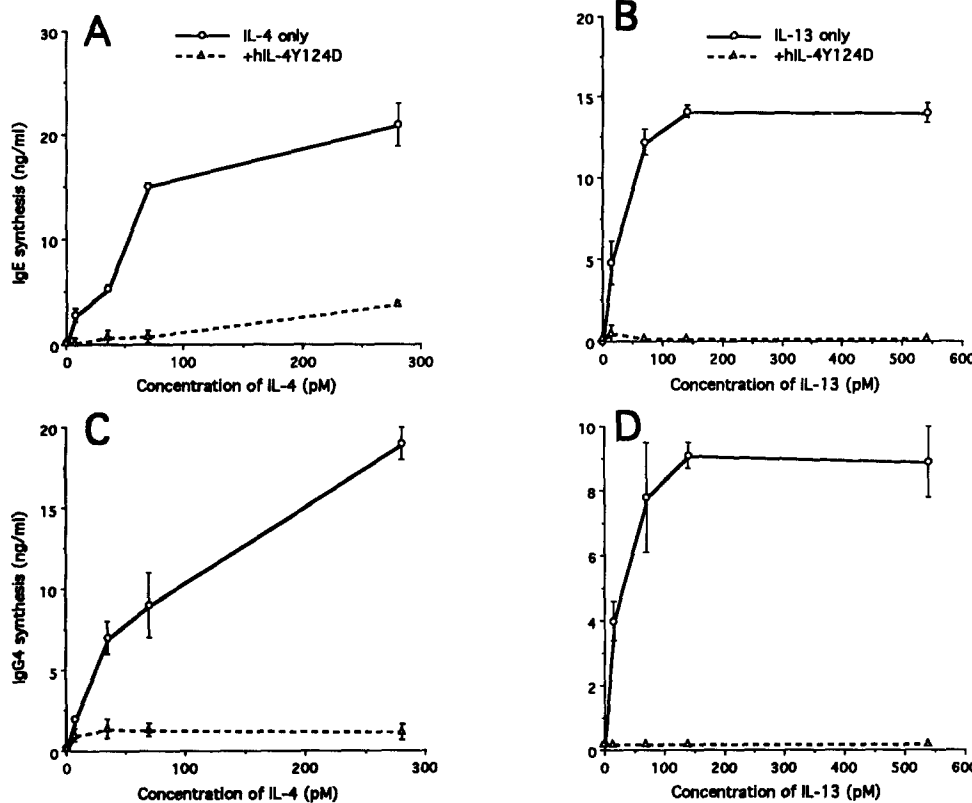 A
IL-4 only
+hIL-4Y124D
30
20
10
0
IgE synthesis (ng/ml)
0 100 200 300
Concentration of IL-4 (pM)
B
IL-13 only
+hIL-4Y124D
20
15
10
5
0
0 100 200 300 400 500 600
Concentration of IL-13 (pM)
C
20
15
10
5
0
IgG4 synthesis (ng/ml)
0 100 200 300
Concentration of IL-4 (pM)
D
10
8
6
4
2
0
0 100 200 300 400 500 600
Concentration of IL-13 (pM)